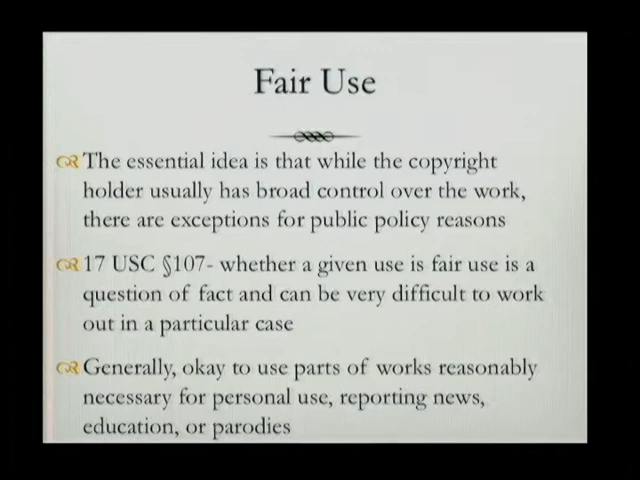 Fair Use
The essential idea is that while the copyright
holder usually has broad control over the work,
there are exceptions for public policy reasons
17 USC §107- whether a given use is fair use is a
question of fact and can be very difficult to work
out in a particular case
Generally, okay to use parts of works reasonably
necessary for personal use, reporting news,
education, or parodies